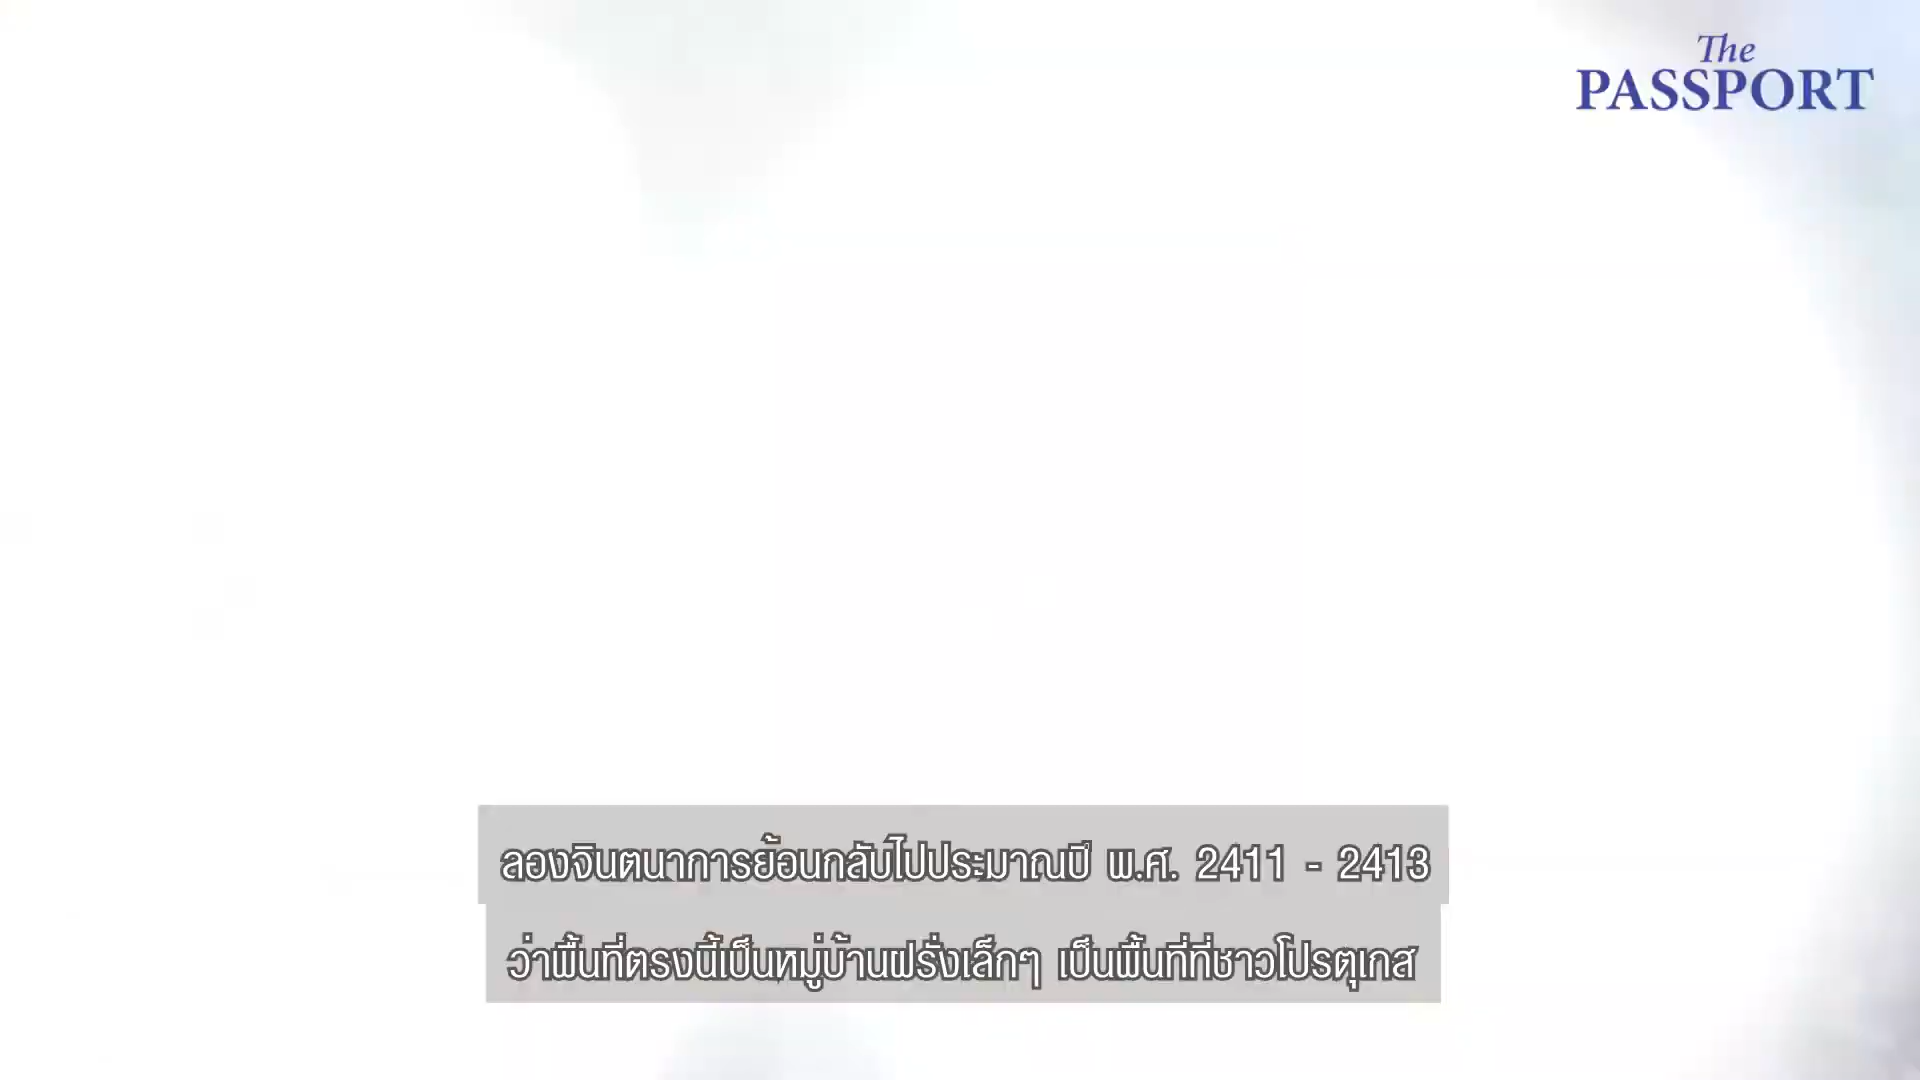 The
PASSPORT
ลองจินตนาการย้อนกลับไปประมาณปี พ.ศ. 2411 - 2413
ว่าพื้นที่ตรงนี้เป็นหมู่บ้านฝรั่งเล็กๆ เป็นพื้นที่ที่ชาวโปรตุเกส